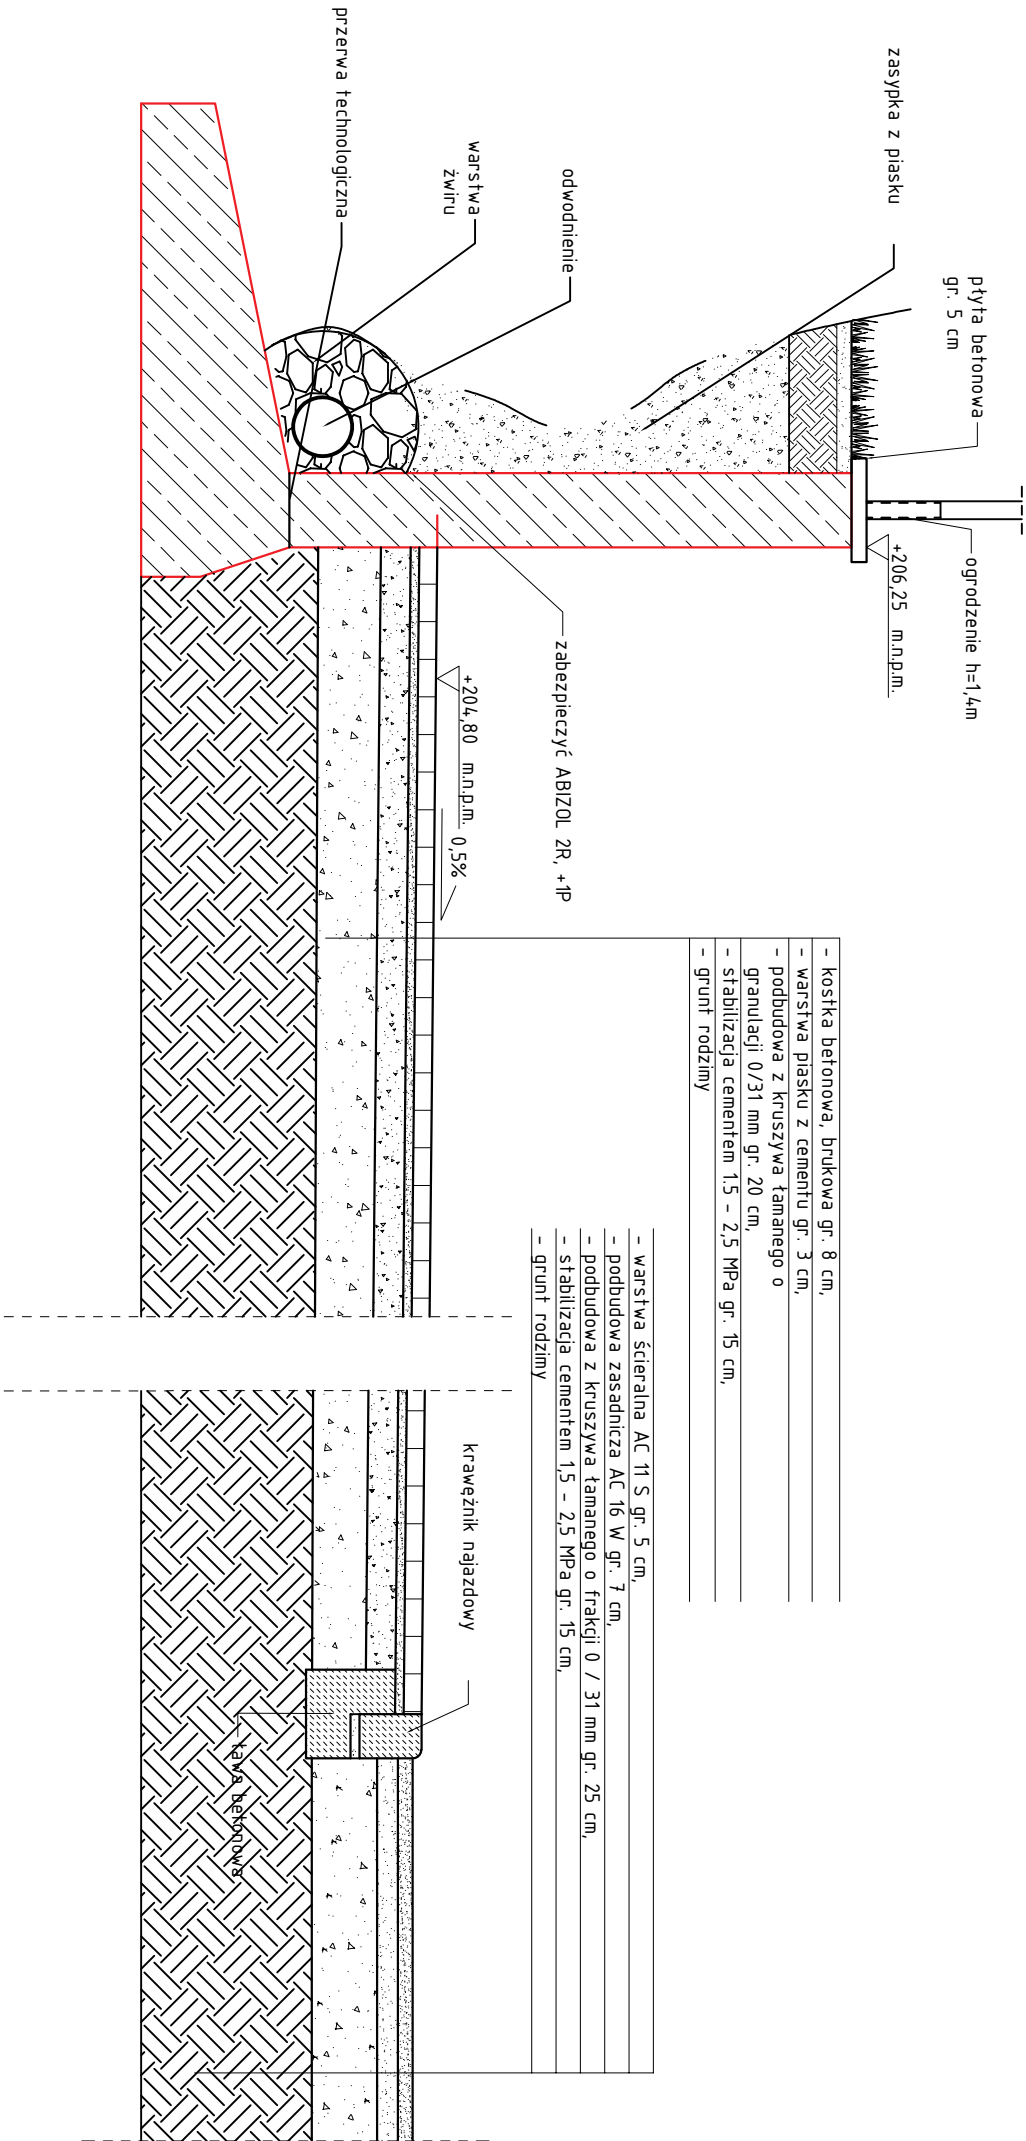 płyta betonowa
gr. 5 cm
ogrodzenie h=1,4m
zasypka z piasku
+206,25 m.n.p.m.
odwodnienie
zabezpieczyć ABIZOL 2R, +1P
warstwa
żwiru
+204,80 m.n.p.m.
0,5%
przerwa technologiczna
- kostka betonowa, brukowa gr. 8 cm,
- warstwa piasku z cementu gr. 3 cm,
- podbudowa z kruszywa łamanego o
granulacji 0/31 mm gr. 20 cm,
- stabilizacja cementem 1.5 - 2,5 MPa gr. 15 cm,
- grunt rodzimy
- warstwa ścieralna AC 11 S gr. 5 cm,
- podbudowa zasadnicza AC 16 W gr. 7 cm,
- podbudowa z kruszywa łamanego o frakcji 0 / 31 mm gr. 25 cm,
- stabilizacja cementem 1,5 - 2,5 MPa gr. 15 cm,
- grunt rodzimy
krawężnik najazdowy
ława betonowa